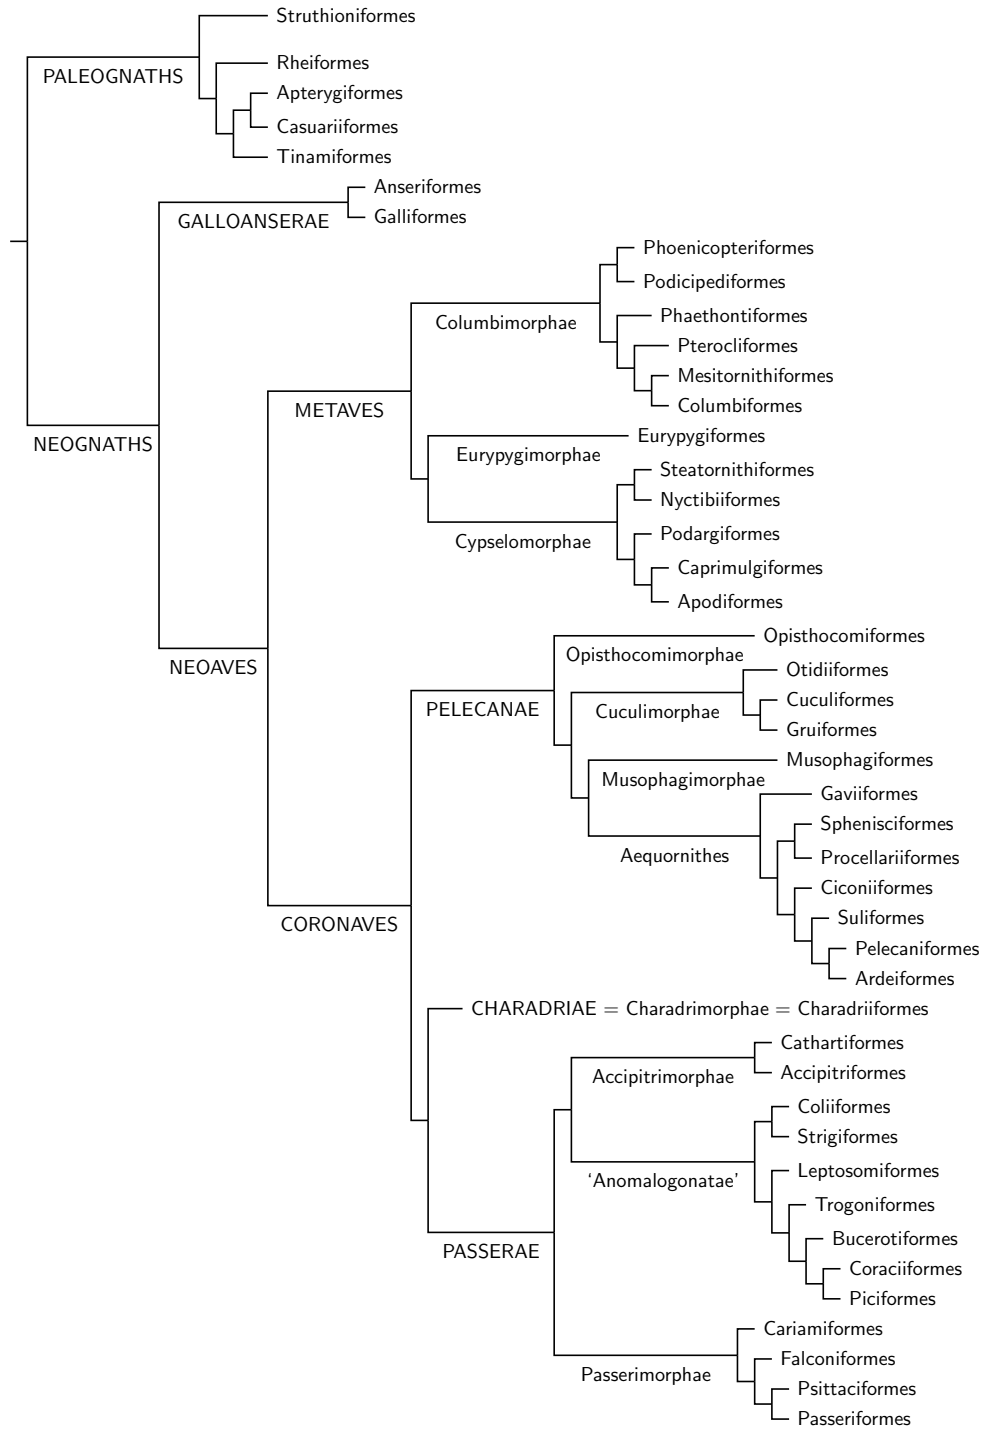 Struthioniformes
PALEOGNATHS
Rheiformes
Apterygiformes
Casuariiformes
Tinamiformes
Anseriformes
GALLOANSERAE
Galliformes
Phoenicopteriformes
Podicipediformes
Columbimorphae
Phaethontiformes
Pterocliformes
Mesitornithiformes
METAVES
Columbiformes
NEOGNATHS
Eurypygiformes
Eurypygimorphae
Steatornithiformes
Nyctibiiformes
Cypselomorphae
Podargiformes
Caprimulgiformes
Apodiformes
Opisthocomiformes
NEOAVES
Opisthocomimorphae
Otidiiformes
PELECANAE
Cuculimorphae
Cuculiformes
Gruiformes
Musophagiformes
Musophagimorphae
Gaviiformes
Sphenisciformes
Aequornithes
Procellariiformes
Ciconiiformes
CORONAVES
Suliformes
Pelecaniformes
Ardeiformes
CHARADRIAE = Charadrimorphae = Charadriiformes
Cathartiformes
Accipitrimorphae
Accipitriformes
Coliiformes
Strigiformes
‘Anomalogonatae’
Leptosomiformes
Trogoniformes
PASSERAE
Bucerotiformes
Coraciiformes
Piciformes
Cariamiformes
Falconiformes
Passerimorphae
Psittaciformes
Passeriformes